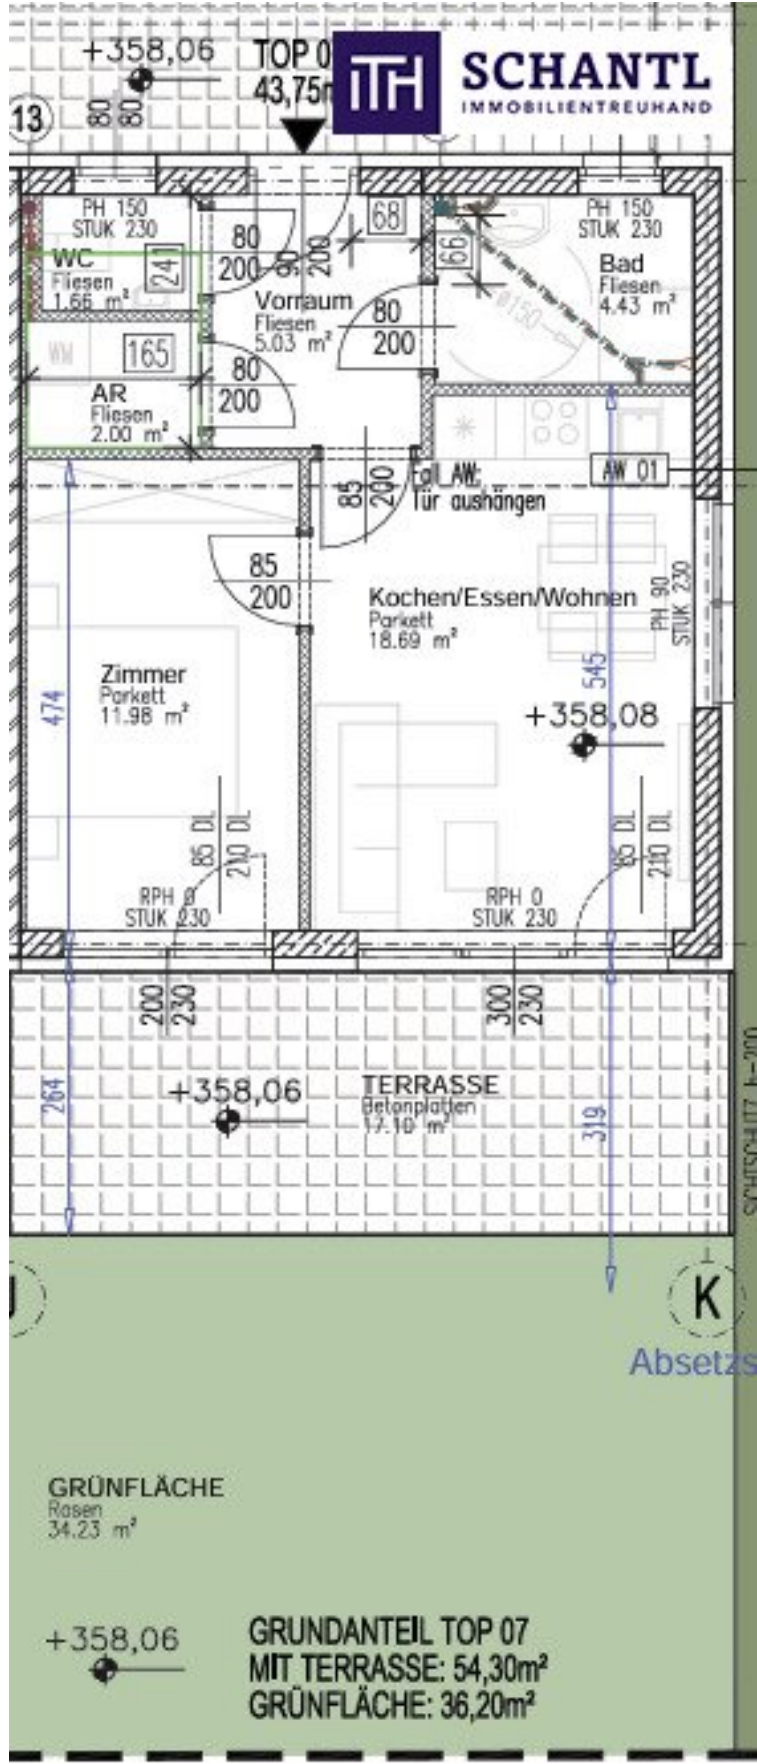 +358,06
TOP 0
43,75
ITH
SCHANTL
IMMOBILIENTREUHAND
13
80
80
PH 150
STUK 230
WC
Fliesen
1.66 m²
241
80
200
90
200
68
66
PH 150
STUK 230
Bad
Fliesen
4.43 m²
Ø150
Vorraum
Fliesen
5.03 m²
80
200
WM
165
80
200
AR
Fliesen
2.00 m²
85
200
Fall AW:
Tür aushängen
AW 01
85
200
Kochen/Essen/Wohnen
Parkett
18.69 m²
PH 90
STUK 230
Zimmer
Parkett
11.98 m²
474
545
+358,08
85 DL
210 DL
85 DL
210 DL
RPH 0
STUK 230
RPH 0
STUK 230
200
230
300
230
264
+358,06
TERRASSE
Betonplatten
17.10 m²
319
K
Absetzs
GRÜNFLÄCHE
Rasen
34.23 m²
+358,06
GRUNDANTEIL TOP 07
MIT TERRASSE: 54,30m²
GRÜNFLÄCHE: 36,20m²